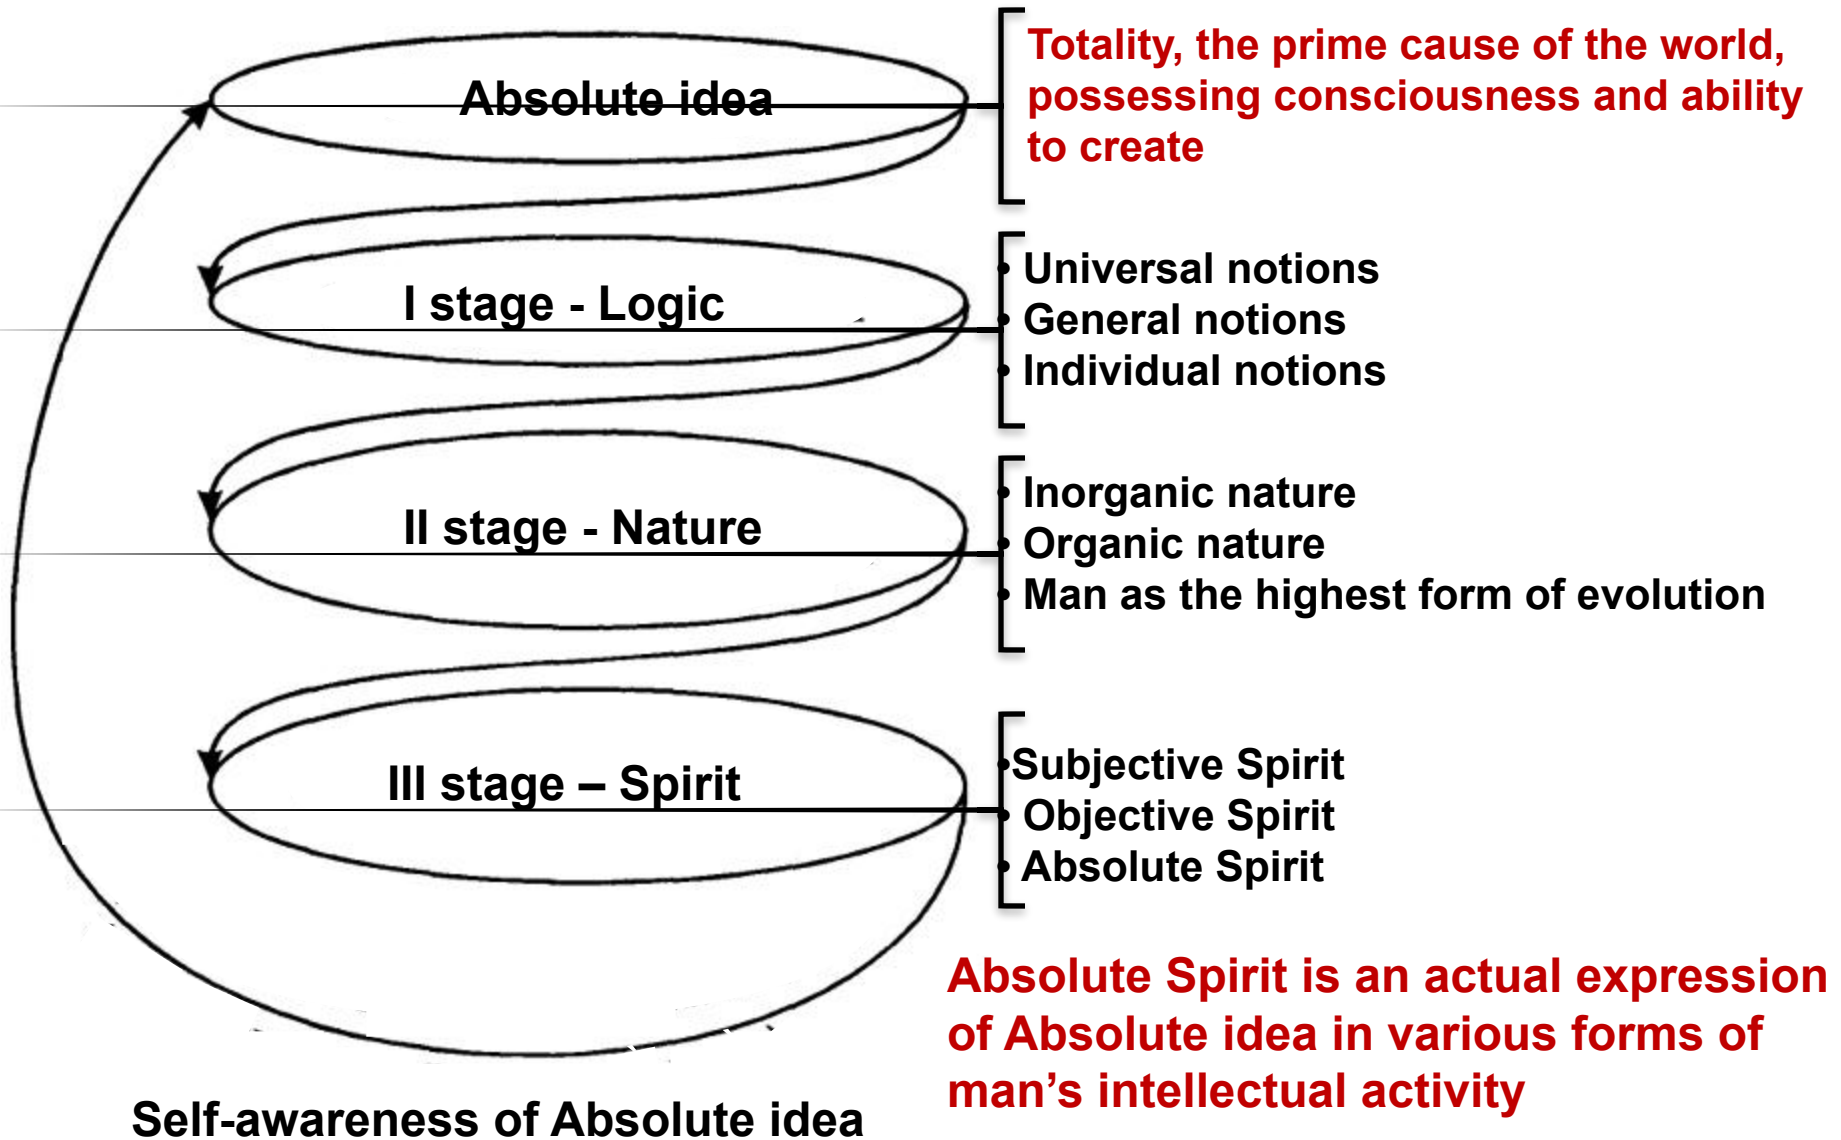 Absolute idea
Totality, the prime cause of the world,
possessing consciousness and ability
to create
I stage - Logic
• Universal notions
• General notions
• Individual notions
II stage - Nature
• Inorganic nature
• Organic nature
• Man as the highest form of evolution
III stage – Spirit
•Subjective Spirit
• Objective Spirit
• Absolute Spirit
Absolute Spirit is an actual expression
of Absolute idea in various forms of
man’s intellectual activity
Self-awareness of Absolute idea